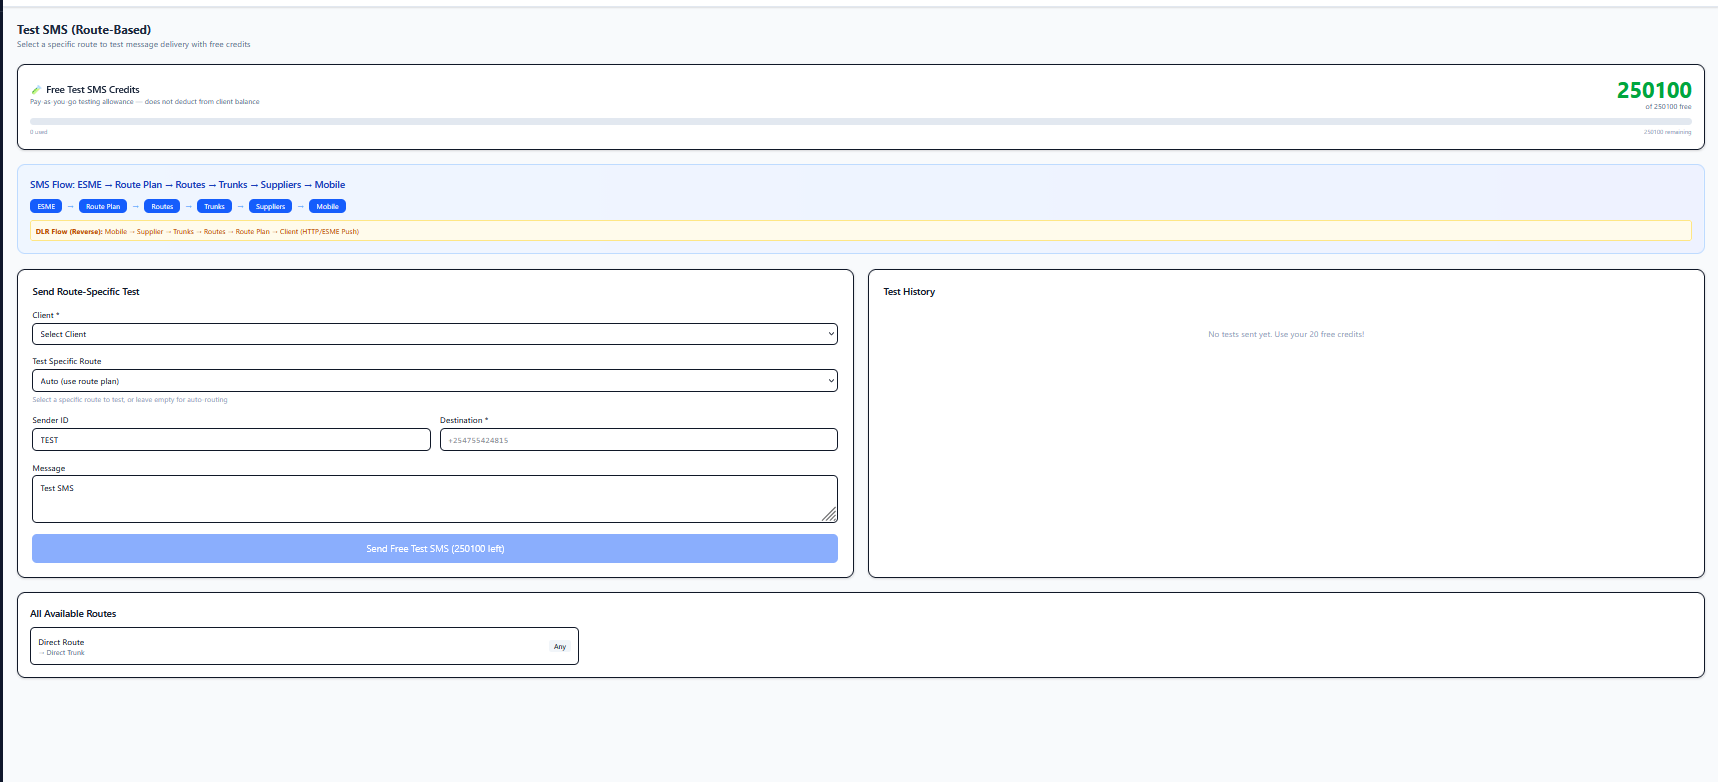 Test SMS (Route-Based)
Select a specific route to test message delivery with free credits
Free Test SMS Credits
250100
Pay-as-you-go testing allowance — does not deduct from client balance
of 250100 free
0 used
250100 remaining
SMS Flow: ESME → Route Plan → Routes → Trunks → Suppliers → Mobile
ESME → Route Plan → Routes → Trunks → Suppliers → Mobile
DLR Flow (Reverse): Mobile → Supplier → Trunks → Routes → Route Plan → Client (HTTP/ESME Push)
Send Route-Specific Test
Client *
Select Client
Test Specific Route
Auto (use route plan)
Select a specific route to test, or leave empty for auto-routing
Sender ID
Destination *
TEST
+254755424815
Message
Test SMS
Send Free Test SMS (250100 left)
Test History
No tests sent yet. Use your 20 free credits!
All Available Routes
Direct Route
→ Direct Trunk
Any